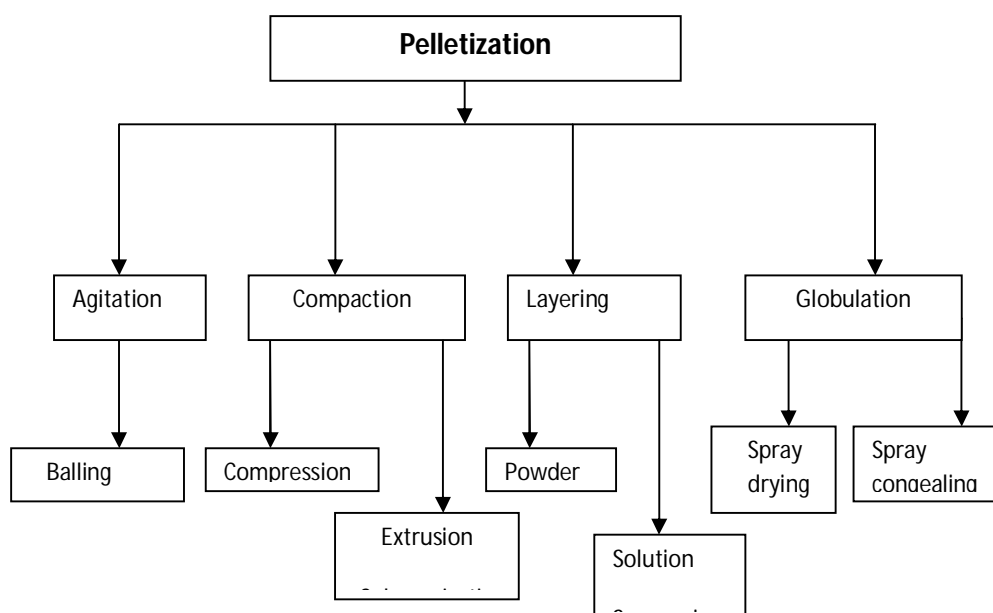 Pelletization
Agitation
Compaction
Layering
Globulation
Balling
Compression
Powder
Spray
drying
Spray
congealing
Extrusion
Solution